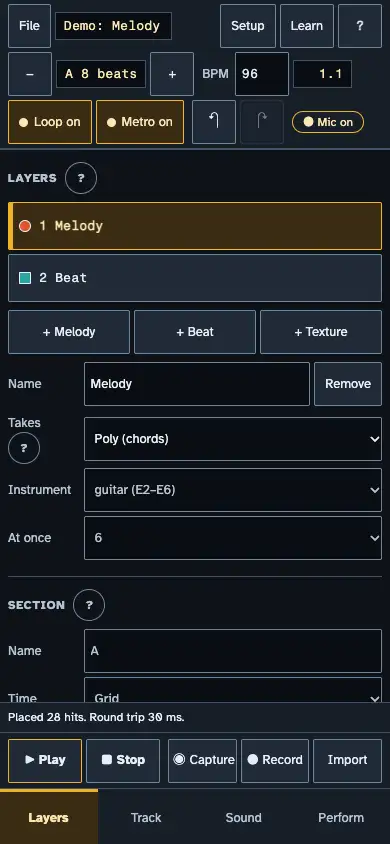 File Demo: Melody Setup Learn ?
− A 8 beats + BPM 96 1.1
Loop on Metro on Mic on
LAYERS ?
1 Melody
2 Beat
+ Melody + Beat + Texture
Name Melody Remove
Takes ? Poly (chords)
Instrument guitar (E2–E6)
At once 6
SECTION ?
Name A
Time Grid
Placed 28 hits. Round trip 30 ms.
Play Stop Capture Record Import
Layers Track Sound Perform